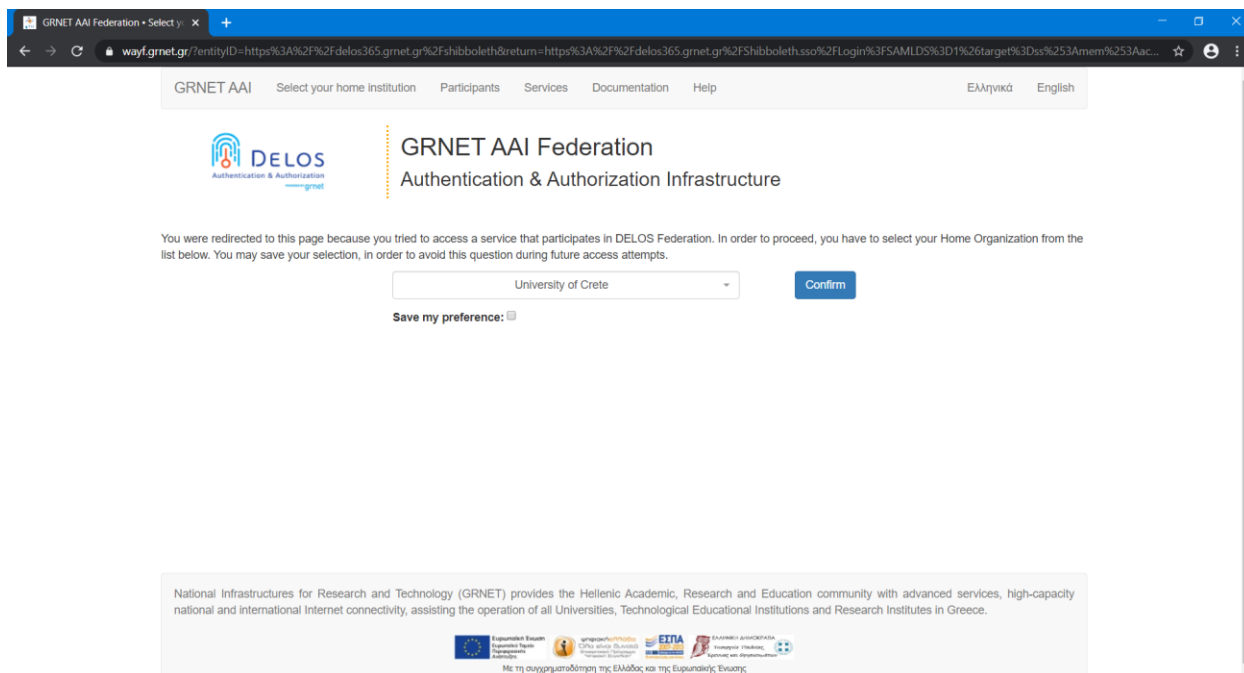 GRNET AAI Federation • Select y
wayf.grnet.gr/?entityID=https%3A%2F%2Fdelos365.grnet.gr%2Fshibboleth&return=https%3A%2F%2Fdelos365.grnet.gr%2FShibboleth.sso%2FLogin%3FSAMLDS%3D1%26target%3Dss%253Amem%253Aac...
GRNET AAI Select your home institution Participants Services Documentation Help Ελληνικά English
DELOS
Authentication & Authorization
grnet
GRNET AAI Federation
Authentication & Authorization Infrastructure
You were redirected to this page because you tried to access a service that participates in DELOS Federation. In order to proceed, you have to select your Home Organization from the
list below. You may save your selection, in order to avoid this question during future access attempts.
University of Crete Confirm
Save my preference:
National Infrastructures for Research and Technology (GRNET) provides the Hellenic Academic, Research and Education community with advanced services, high-capacity
national and international Internet connectivity, assisting the operation of all Universities, Technological Educational Institutions and Research Institutes in Greece.
Ευρωπαϊκή Ένωση
ΕΣΠΑ
ΕΛΛΗΝΙΚΗ ΔΗΜΟΚΡΑΤΙΑ
Με τη συγχρηματοδότηση της Ελλάδας και της Ευρωπαϊκής Ένωσης